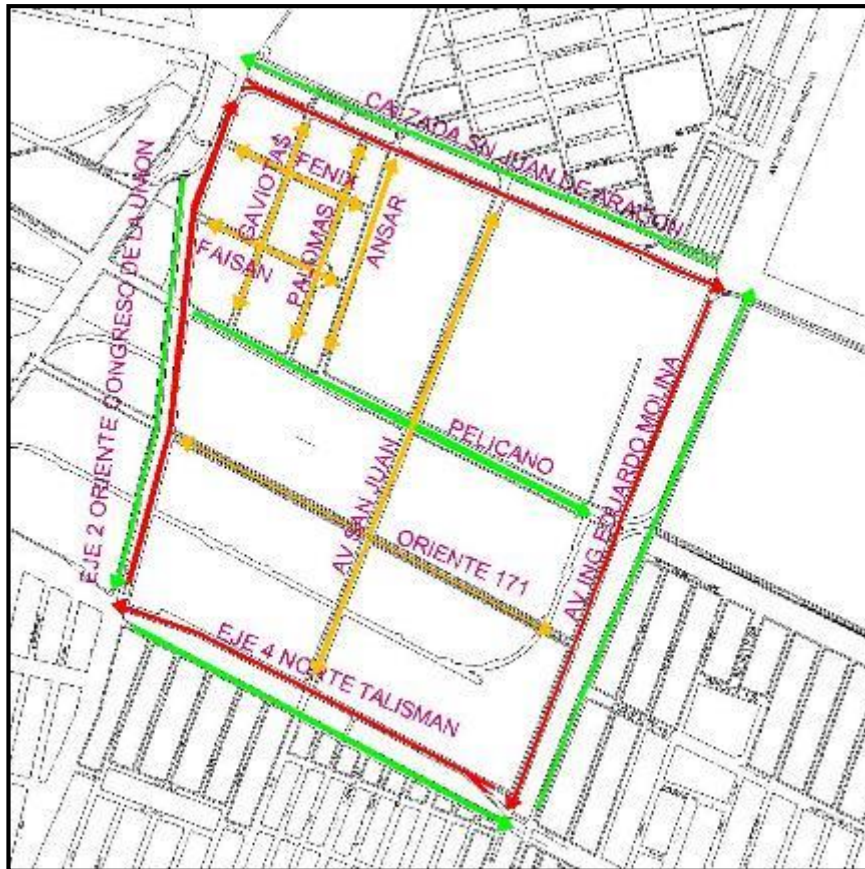 CALZADA SN JUAN DE ARAGON
FENIX
GAVIOTAS
PALOMAS
ANSAR
FAISAN
EJE 2 ORIENTE CONGRESO DE LA UNION
PELICANO
AV SAN JUAN
AV ING EDUARDO MOLINA
ORIENTE 171
EJE 4 NORTE TALISMAN